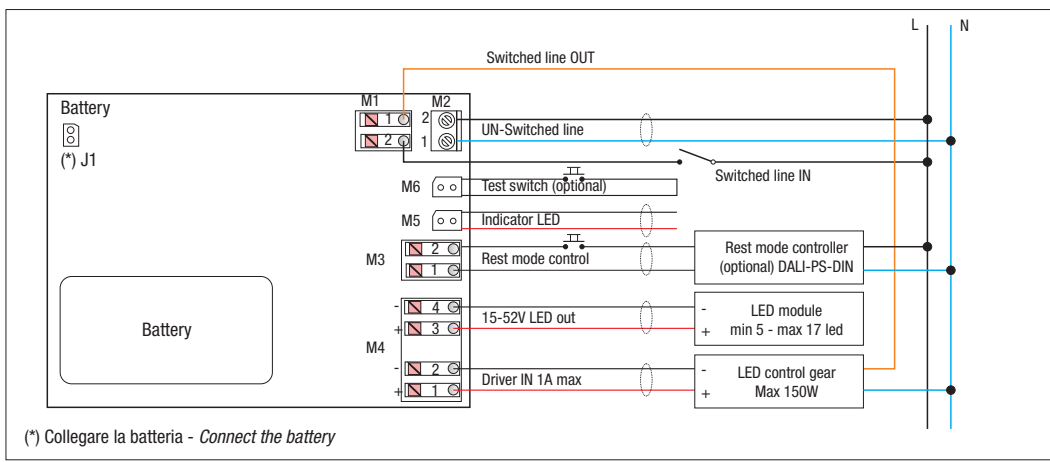 L N
Switched line OUT
Battery
(*) J1
M1 M2
1 2
2 1
UN-Switched line
Switched line IN
M6 Test switch (optional)
M5 Indicator LED
M3
2
1
Rest mode control
Rest mode controller
(optional) DALI-PS-DIN
Battery
M4
- 4
+ 3
15-52V LED out
- LED module
+ min 5 - max 17 led
- 2
+ 1
Driver IN 1A max
- LED control gear
+ Max 150W
(*) Collegare la batteria - Connect the battery